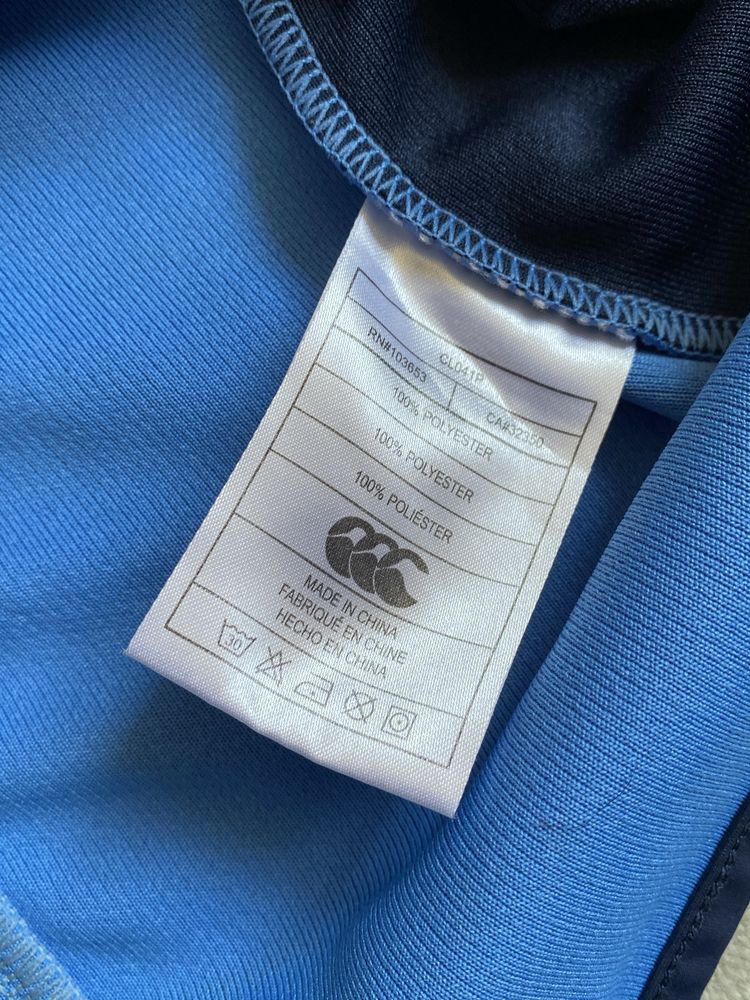 CL041P
RN#103653 CA#32350
100% POLYESTER
100% POLYESTER
100% POLIÉSTER
MADE IN CHINA
FABRIQUÉ EN CHINE
HECHO EN CHINA
30